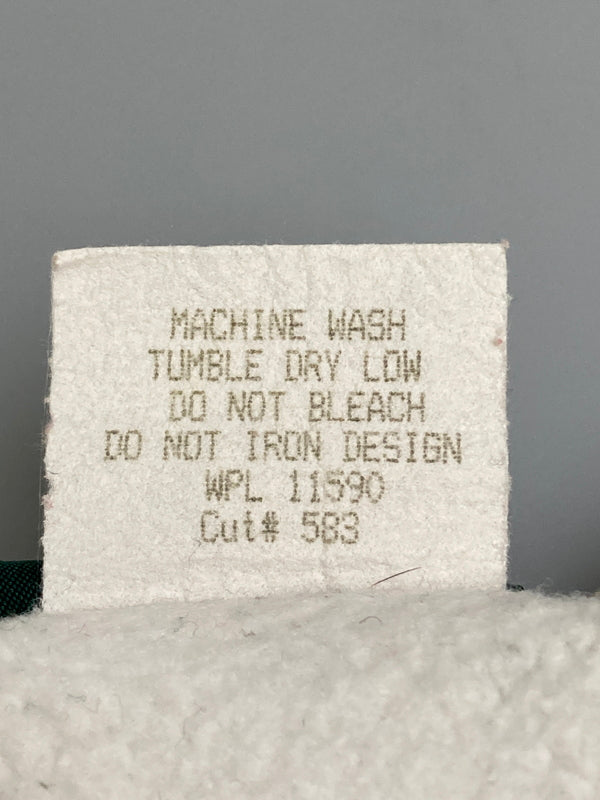 MACHINE WASH
TUMBLE DRY LOW
DO NOT BLEACH
DO NOT IRON DESIGN
WPL 11590
Cut# 583